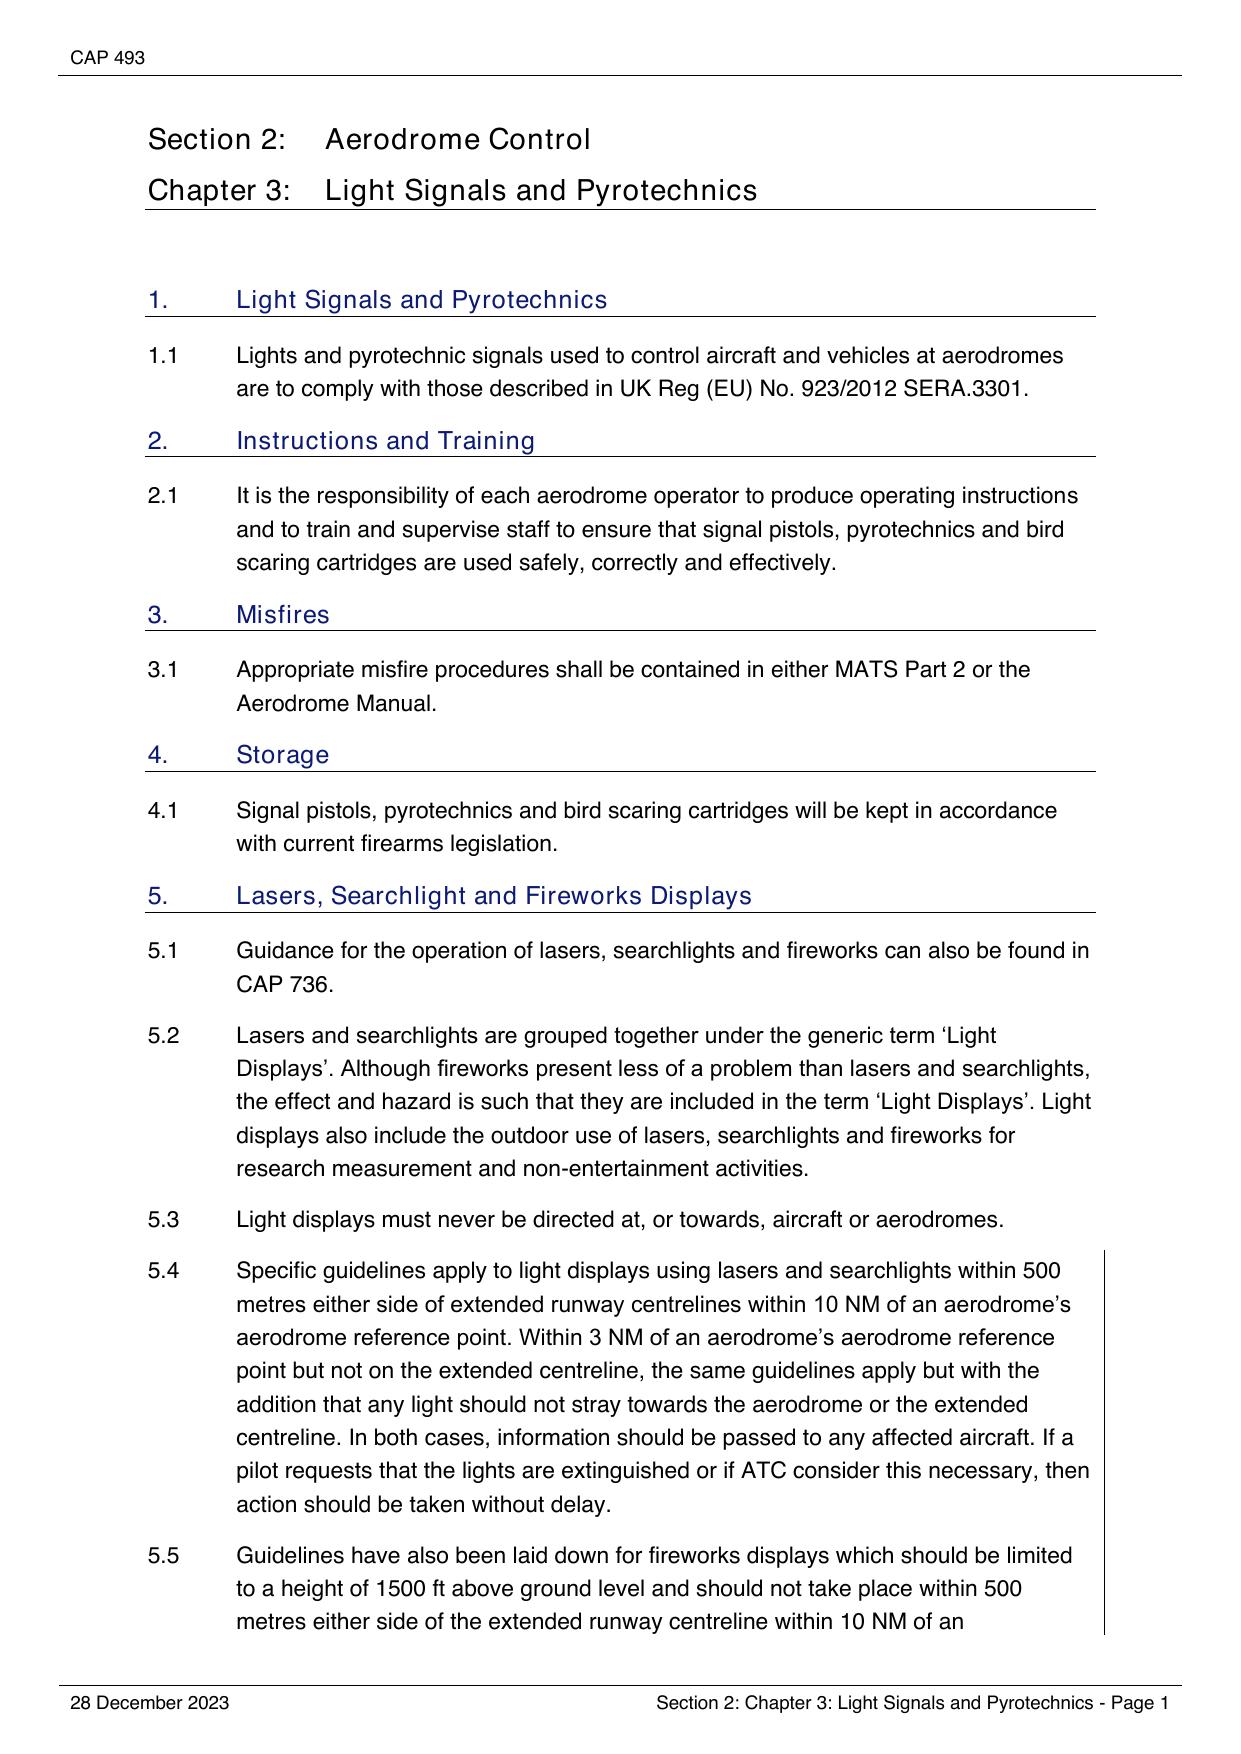 CAP 493
Section 2: Aerodrome Control
Chapter 3: Light Signals and Pyrotechnics
1. Light Signals and Pyrotechnics
1.1 Lights and pyrotechnic signals used to control aircraft and vehicles at aerodromes
are to comply with those described in UK Reg (EU) No. 923/2012 SERA.3301.
2. Instructions and Training
2.1 It is the responsibility of each aerodrome operator to produce operating instructions
and to train and supervise staff to ensure that signal pistols, pyrotechnics and bird
scaring cartridges are used safely, correctly and effectively.
3. Misfires
3.1 Appropriate misfire procedures shall be contained in either MATS Part 2 or the
Aerodrome Manual.
4. Storage
4.1 Signal pistols, pyrotechnics and bird scaring cartridges will be kept in accordance
with current firearms legislation.
5. Lasers, Searchlight and Fireworks Displays
5.1 Guidance for the operation of lasers, searchlights and fireworks can also be found in
CAP 736.
5.2 Lasers and searchlights are grouped together under the generic term ‘Light
Displays’. Although fireworks present less of a problem than lasers and searchlights,
the effect and hazard is such that they are included in the term ‘Light Displays’. Light
displays also include the outdoor use of lasers, searchlights and fireworks for
research measurement and non-entertainment activities.
5.3 Light displays must never be directed at, or towards, aircraft or aerodromes.
5.4 Specific guidelines apply to light displays using lasers and searchlights within 500
metres either side of extended runway centrelines within 10 NM of an aerodrome’s
aerodrome reference point. Within 3 NM of an aerodrome’s aerodrome reference
point but not on the extended centreline, the same guidelines apply but with the
addition that any light should not stray towards the aerodrome or the extended
centreline. In both cases, information should be passed to any affected aircraft. If a
pilot requests that the lights are extinguished or if ATC consider this necessary, then
action should be taken without delay.
5.5 Guidelines have also been laid down for fireworks displays which should be limited
to a height of 1500 ft above ground level and should not take place within 500
metres either side of the extended runway centreline within 10 NM of an
28 December 2023 Section 2: Chapter 3: Light Signals and Pyrotechnics - Page 1